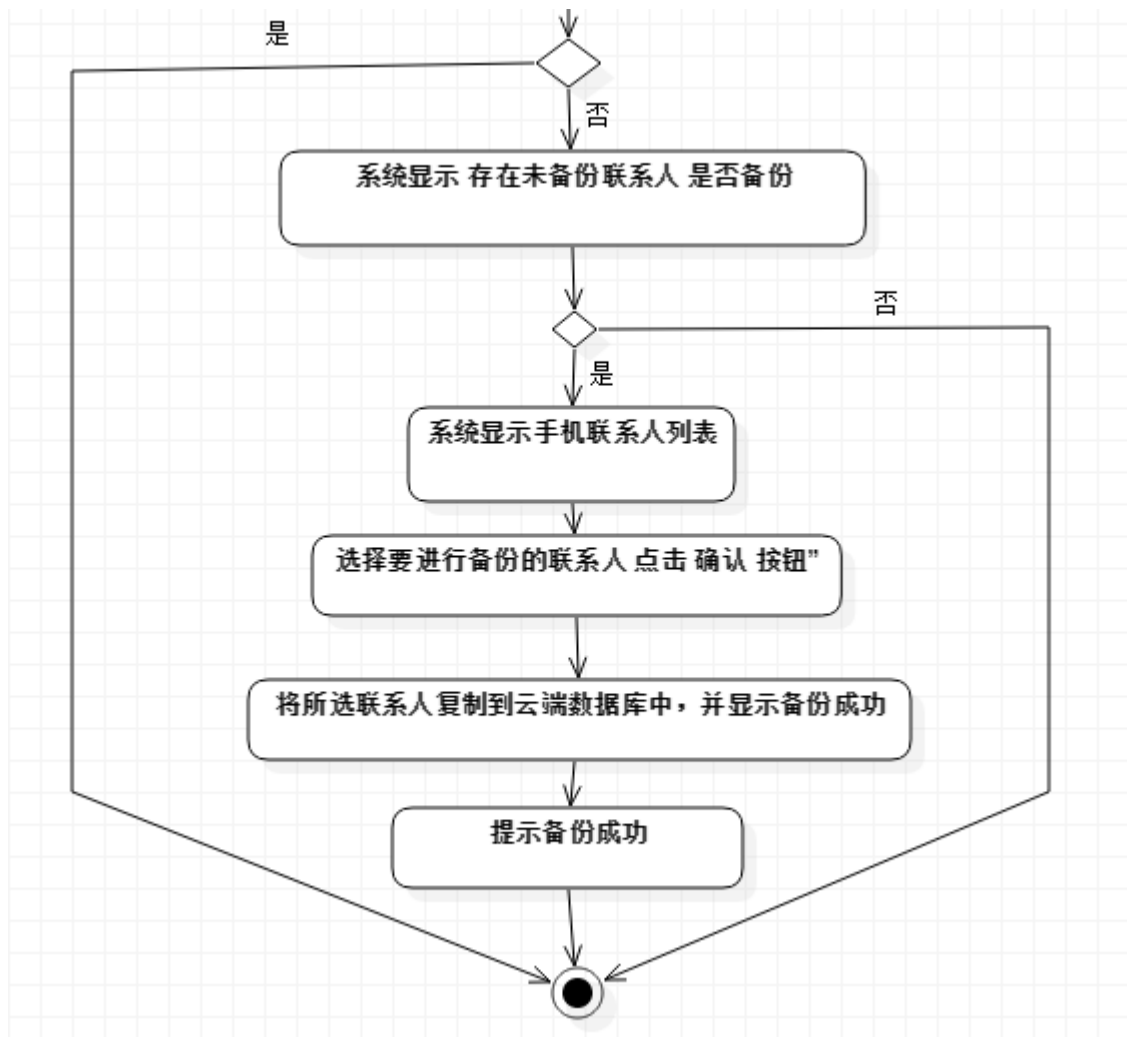 是
否
系统显示 存在未备份联系人 是否备份
否
是
系统显示手机联系人列表
选择要进行备份的联系人 点击 确认 按钮”
将所选联系人复制到云端数据库中，并显示备份成功
提示备份成功